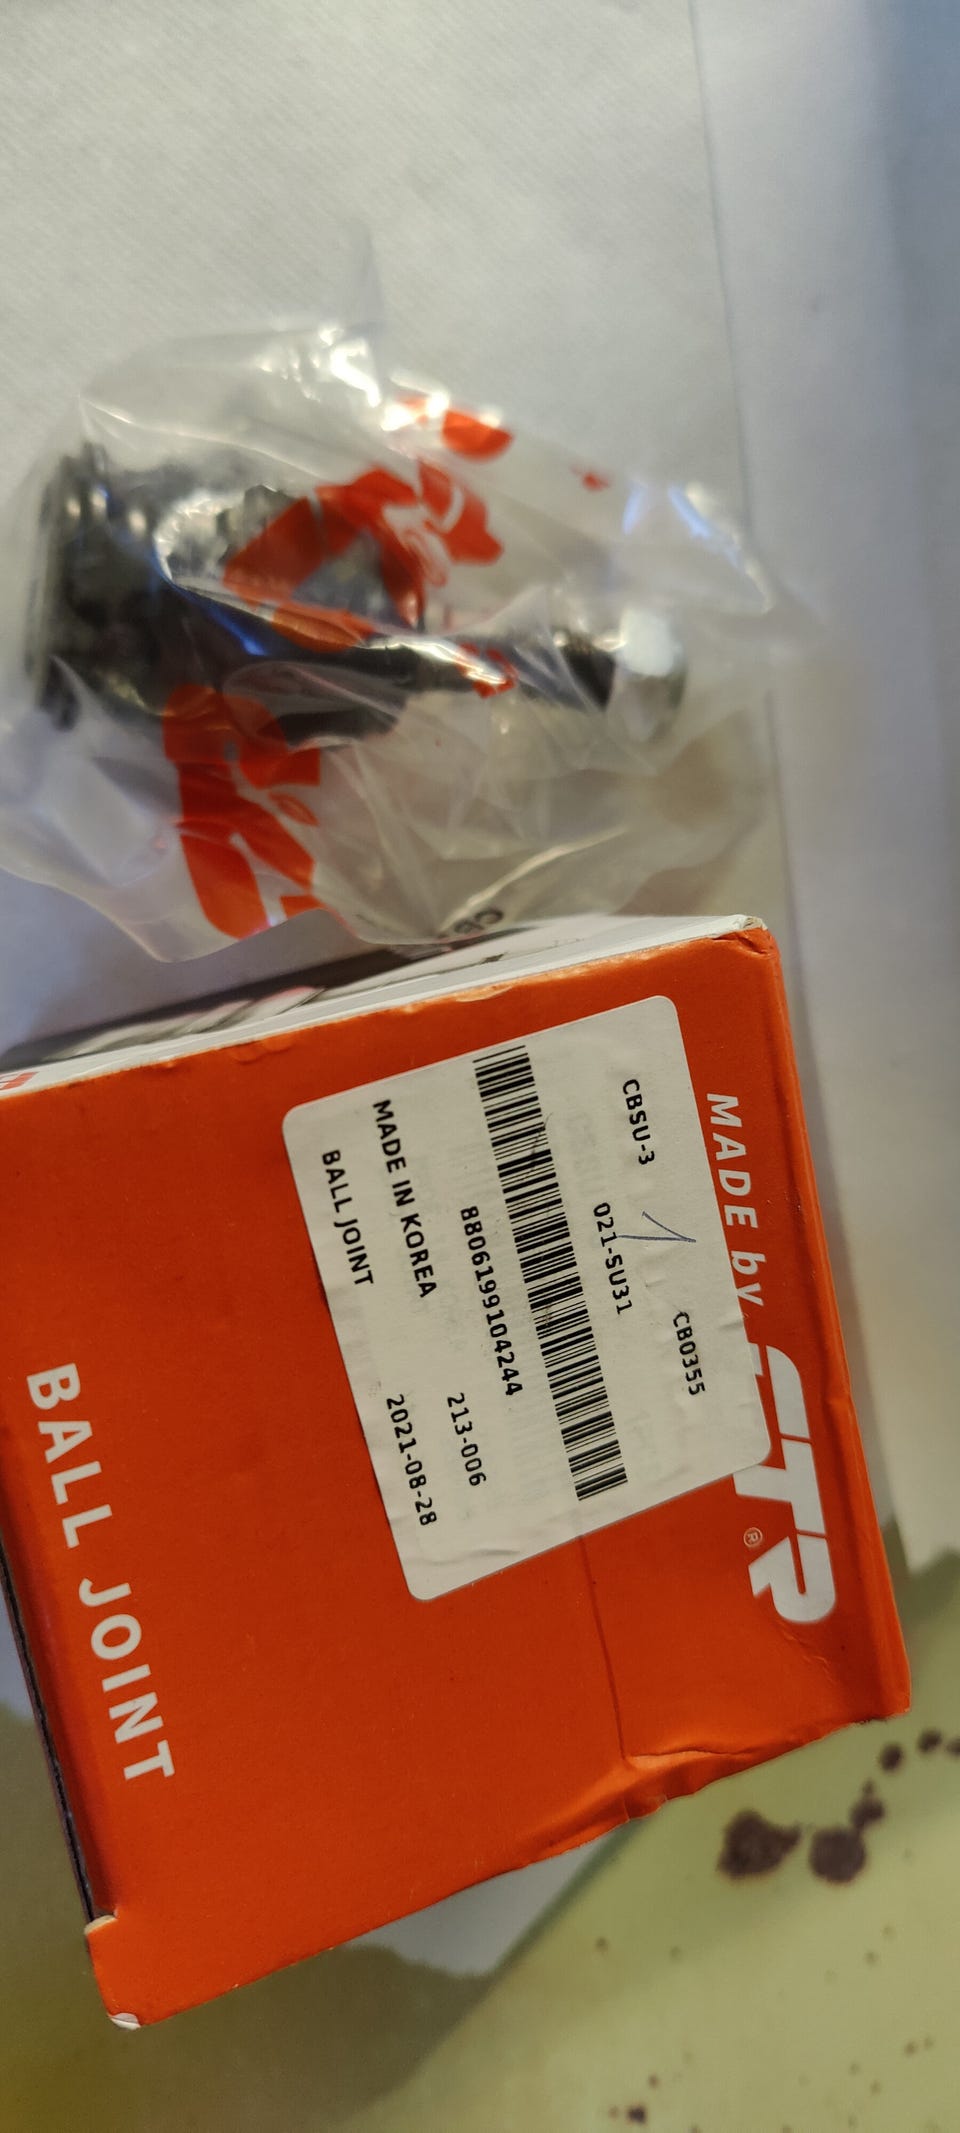 MADE by CTR®
CB0355
CBSU-3
021-SU31
8806199104244
213-006
MADE IN KOREA
2021-08-28
BALL JOINT
BALL JOINT